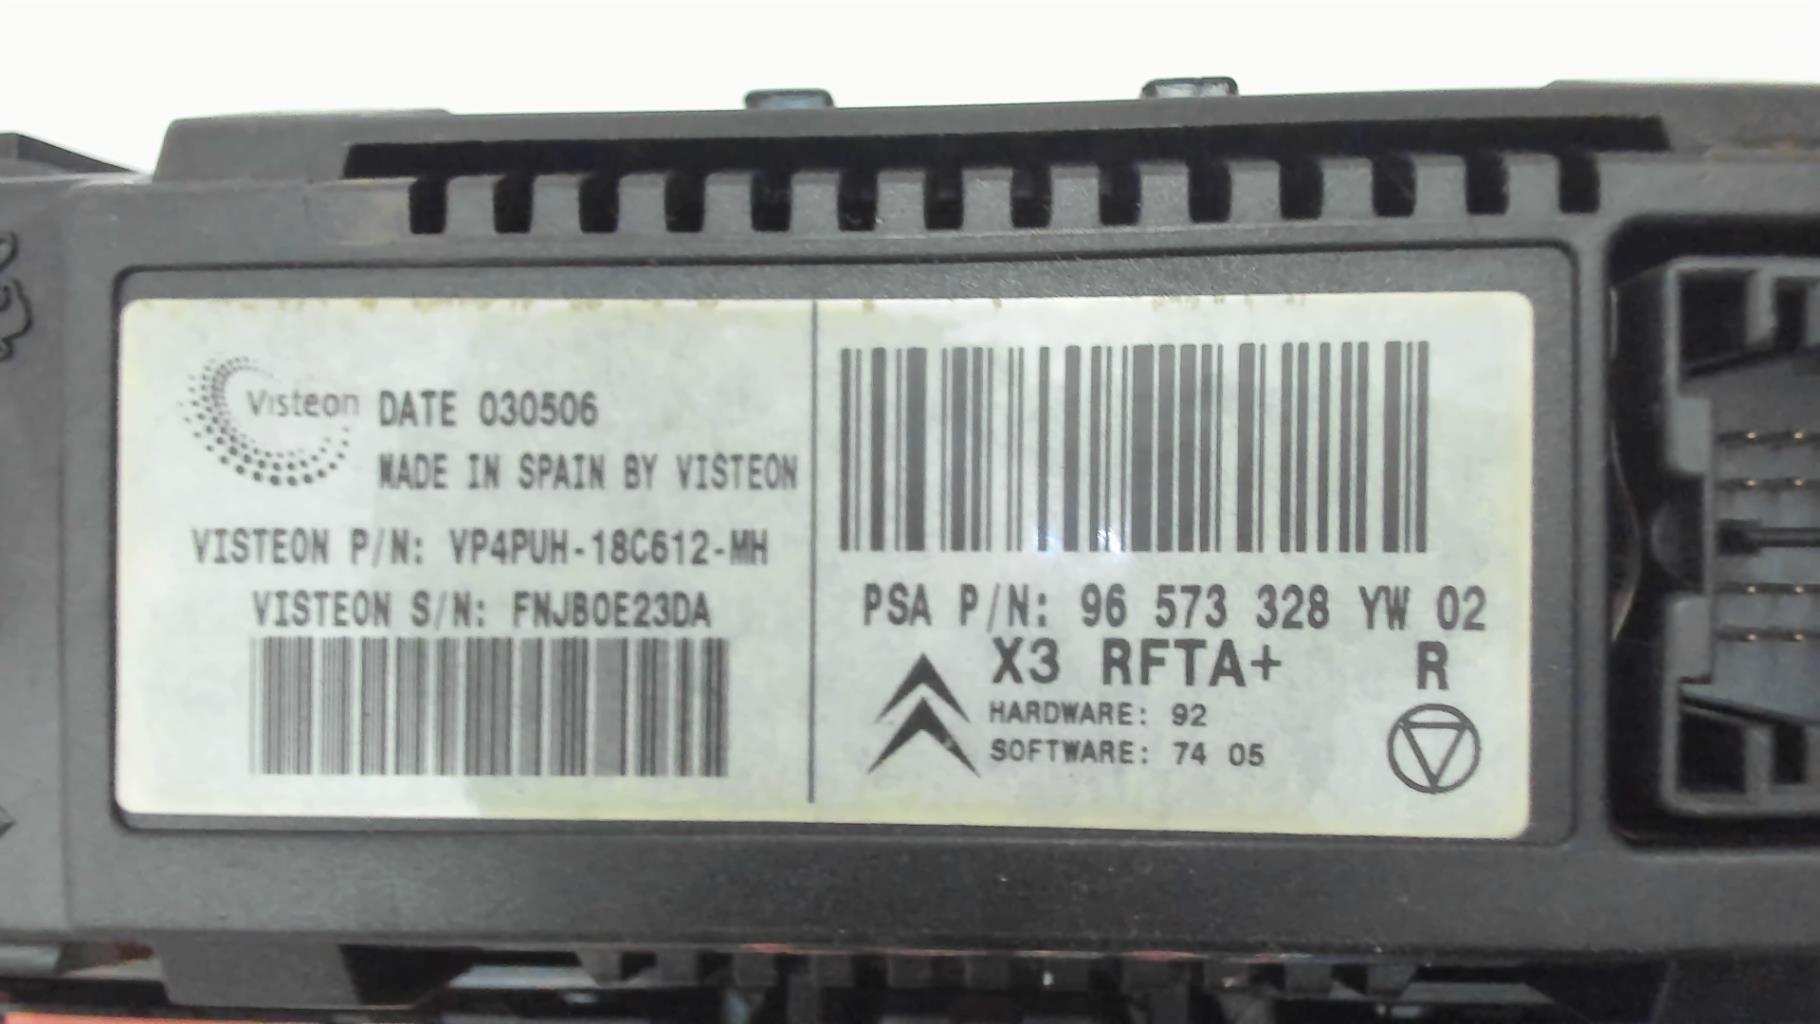 Visteon DATE 030506
MADE IN SPAIN BY VISTEON
VISTEON P/N: VP4PUH-18C612-MH
VISTEON S/N: FNJB0E23DA
PSA P/N: 96 573 328 YW 02
X3 RFTA+ R
HARDWARE: 92
SOFTWARE: 74 05